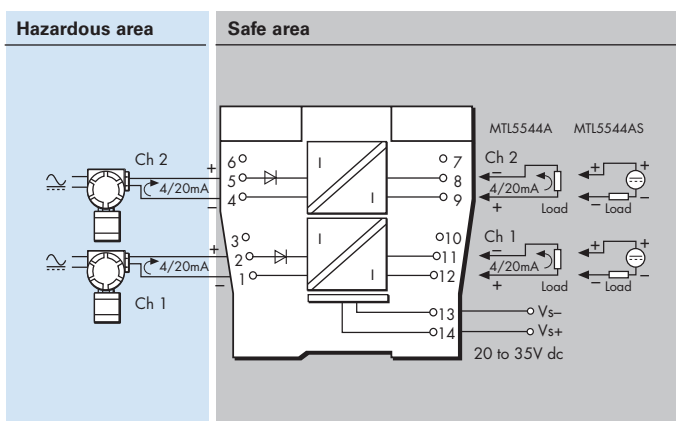 Hazardous area
Safe area
MTL5544A
MTL5544AS
Ch 2
+
4/20mA
–
6
5
4
I
I
7
8
9
Ch 2
–
4/20mA
+
Load
+
+
–
–
Load
3
2
1
+
4/20mA
–
Ch 1
I
I
10
11
12
Ch 1
–
4/20mA
+
Load
+
+
–
–
Load
13
Vs–
14
Vs+
20 to 35V dc